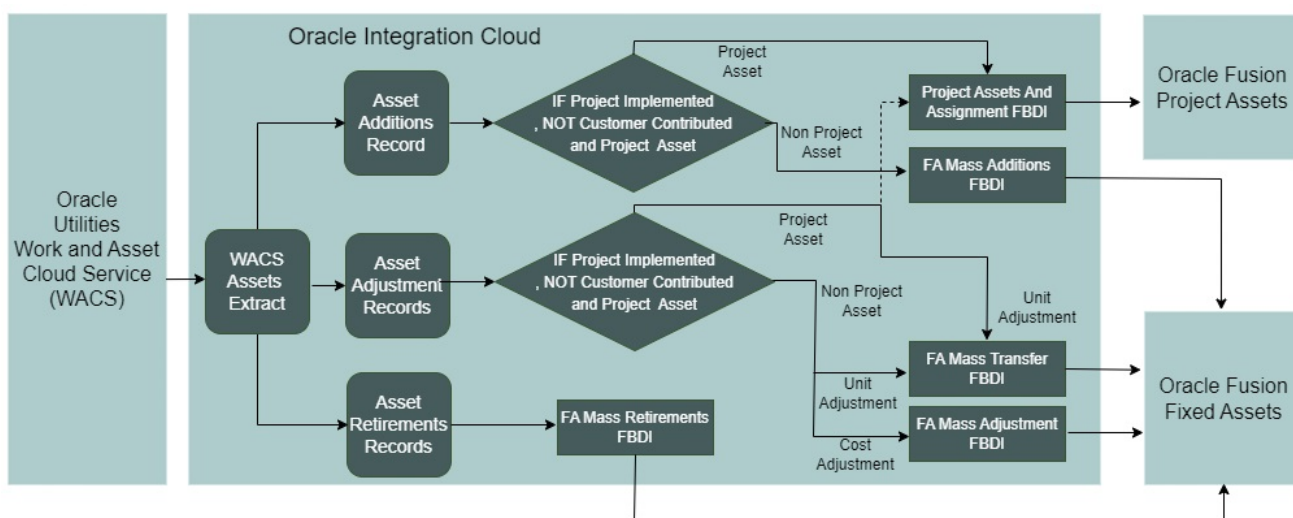 Oracle
Utilities
Work and Asset
Cloud Service
(WACS)
Oracle Integration Cloud
WACS
Assets
Extract
Asset
Additions
Record
IF Project Implemented
, NOT Customer Contributed
and Project Asset
Project
Asset
Non Project
Asset
Project Assets And
Assignment FBDI
FA Mass Additions
FBDI
Asset
Adjustment
Records
IF Project Implemented
, NOT Customer Contributed
and Project Asset
Project
Asset
Non Project
Asset
Unit
Adjustment
Unit
Adjustment
Cost
Adjustment
FA Mass Transfer
FBDI
FA Mass Adjustment
FBDI
Asset
Retirements
Records
FA Mass Retirements
FBDI
Oracle Fusion
Project Assets
Oracle Fusion
Fixed Assets